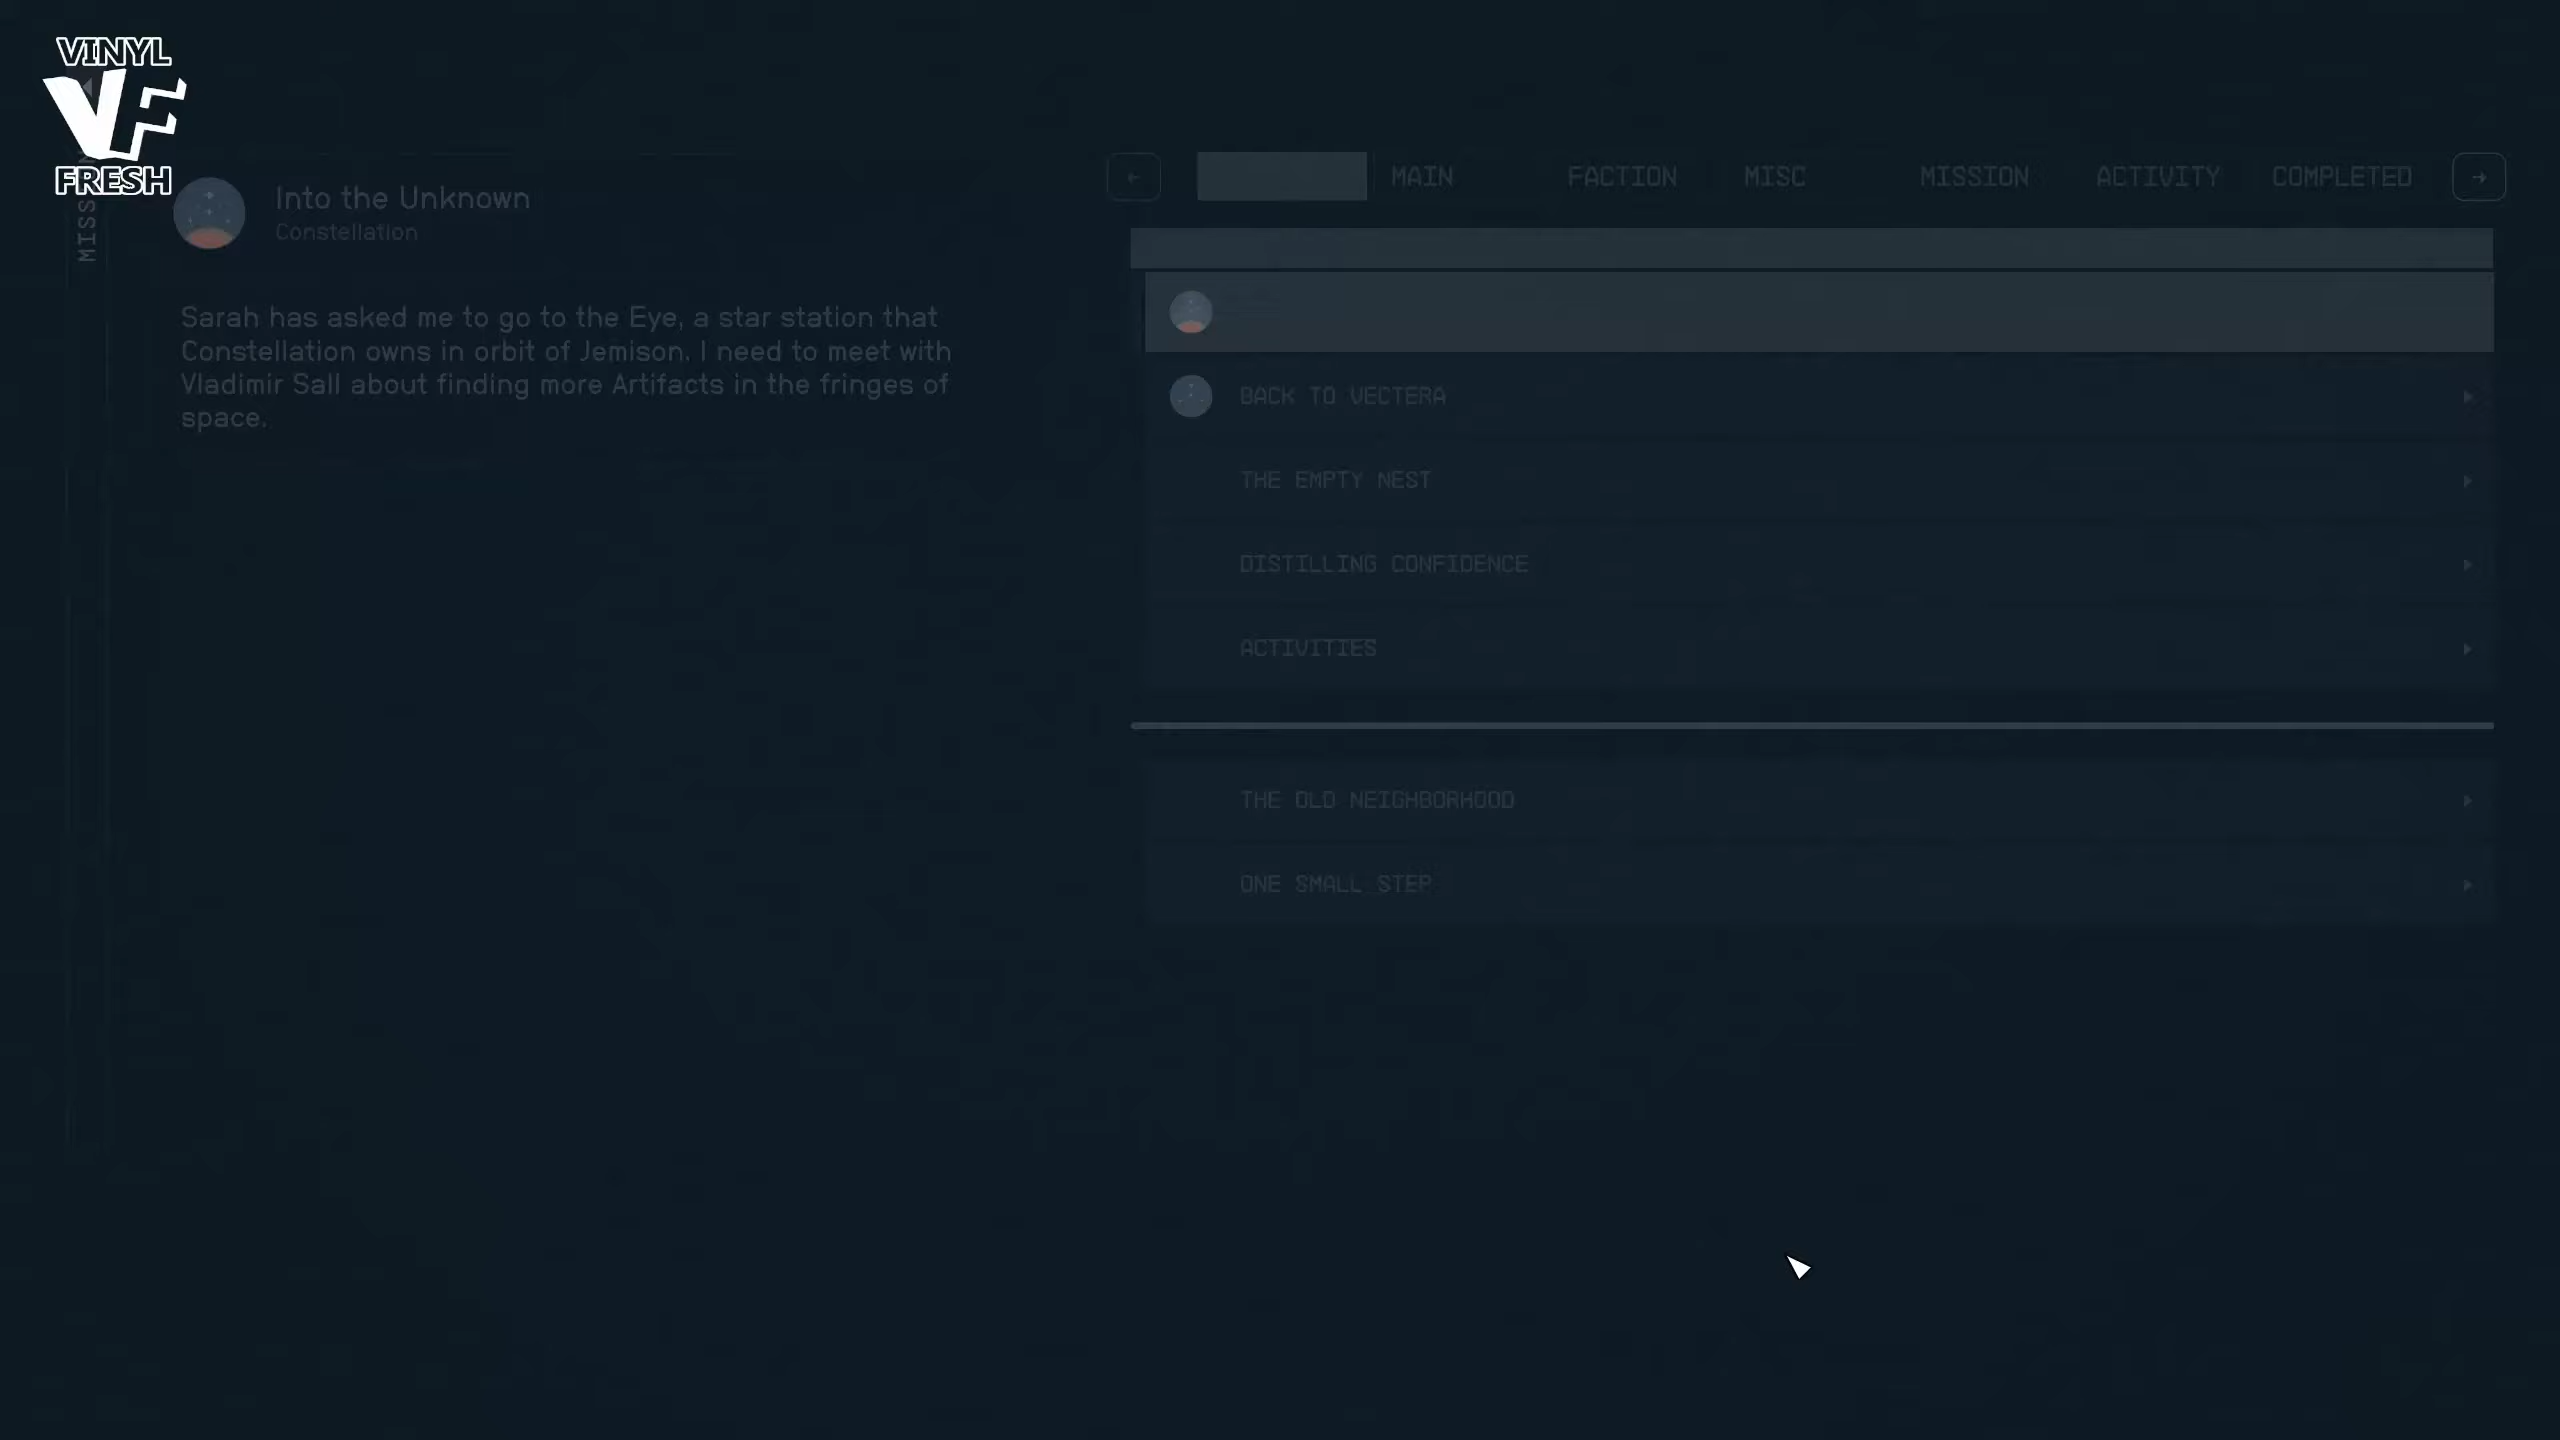 VINYL
VF
FRESH
MISS
Into the Unknown
Constellation
Sarah has asked me to go to the Eye, a star station that
Constellation owns in orbit of Jemison. I need to meet with
Vladimir Sall about finding more Artifacts in the fringes of
space.
MAIN FACTION MISC MISSION ACTIVITY COMPLETED
BACK TO VECTERA
THE EMPTY NEST
DISTILLING CONFIDENCE
ACTIVITIES
THE OLD NEIGHBORHOOD
ONE SMALL STEP